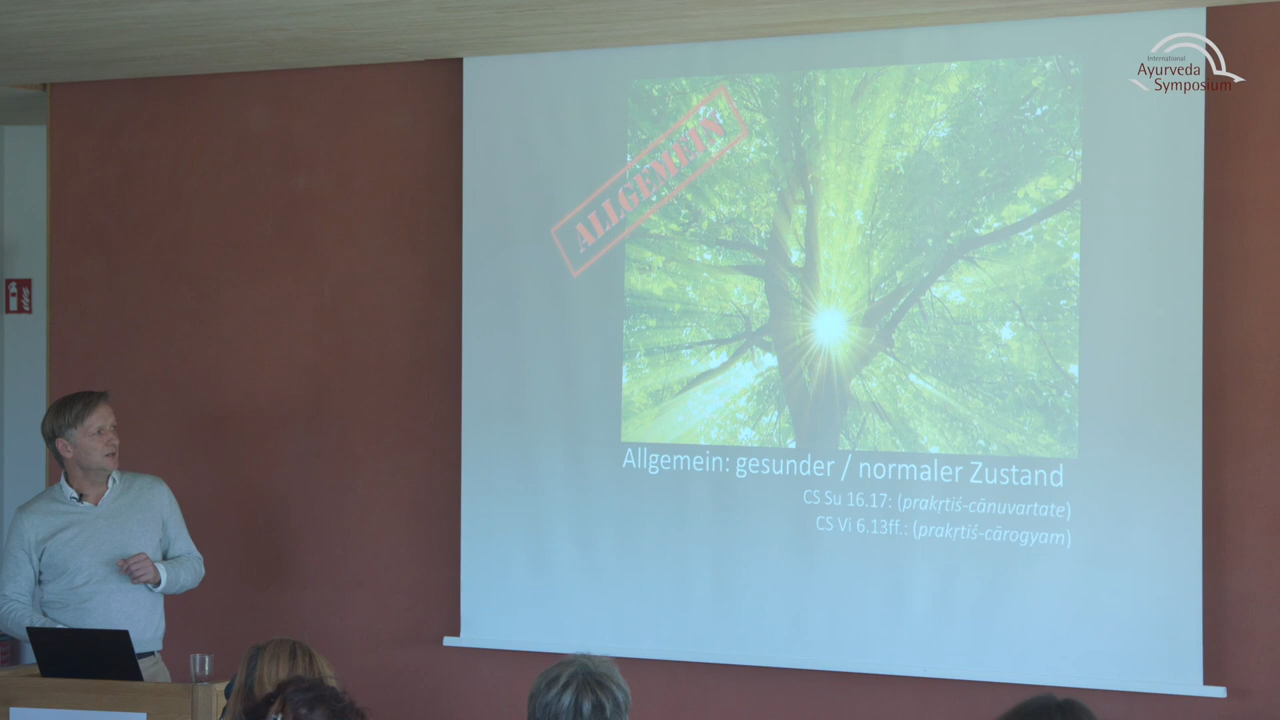 International
Ayurveda
Symposium
ALLGEMEIN
Allgemein: gesunder / normaler Zustand
CS Su 16.17: (prakṛtiś-cānuvartate)
CS Vi 6.13ff.: (prakṛtiś-cārogyam)